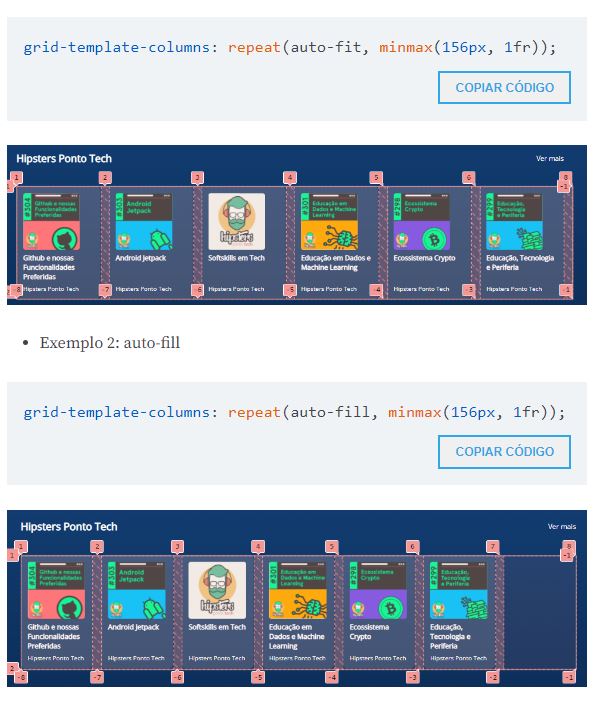 grid-template-columns: repeat(auto-fit, minmax(156px, 1fr));
COPIAR CÓDIGO
Hipsters Ponto Tech
Ver mais
1 2 3 4 5 6 8
-1
#304 Github e nossas Funcionalidades Preferidas
#303 Android Jetpack
hipsters
#301 Educação em Dados e Machine Learning
#298 Ecossistema Crypto
#299 Educação, Tecnologia e Periferia
Github e nossas
Funcionalidades
Preferidas
Android Jetpack
Softskills em Tech
Educação em Dados e
Machine Learning
Ecossistema Crypto
Educação, Tecnologia
e Periferia
Hipsters Ponto Tech
Hipsters Ponto Tech
Hipsters Ponto Tech
Hipsters Ponto Tech
Hipsters Ponto Tech
Hipsters Ponto Tech
2 -8 -7 -6 -5 -4 -3 -1
• Exemplo 2: auto-fill
grid-template-columns: repeat(auto-fill, minmax(156px, 1fr));
COPIAR CÓDIGO
Hipsters Ponto Tech
Ver mais
1 2 3 4 5 6 7 8
1 -1
#304 Github e nossas Funcionalidades Preferidas
#303 Android Jetpack
hipsters
#301 Educação em Dados e Machine Learning
#298 Ecossistema Crypto
#299 Educação, Tecnologia e Periferia
Github e nossas
Funcionalidades
Preferidas
Android Jetpack
Softskills em Tech
Educação em
Dados e Machine
Learning
Ecossistema
Crypto
Educação,
Tecnologia e
Periferia
Hipsters Ponto Tech
Hipsters Ponto Tech
Hipsters Ponto Tech
Hipsters Ponto Tech
Hipsters Ponto Tech
Hipsters Ponto Tech
2
-8 -7 -6 -5 -4 -3 -2 -1